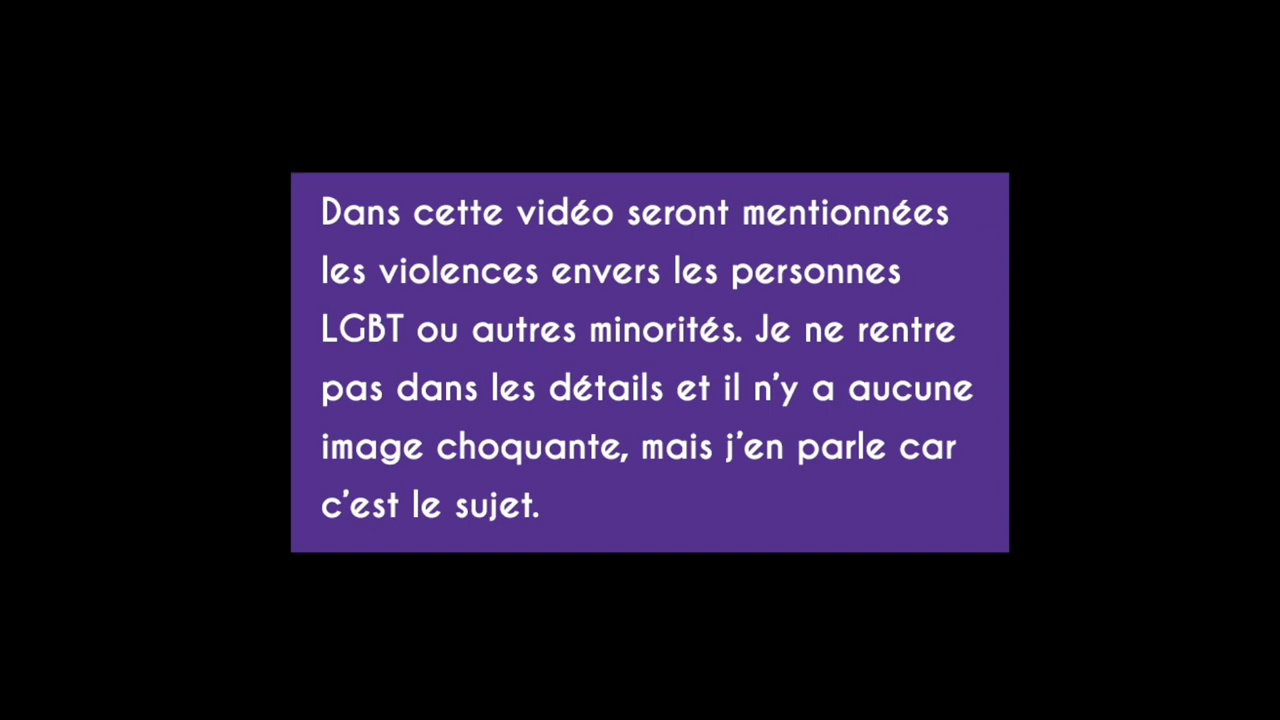 Dans cette vidéo seront mentionnées
les violences envers les personnes
LGBT ou autres minorités. Je ne rentre
pas dans les détails et il n'y a aucune
image choquante, mais j'en parle car
c'est le sujet.